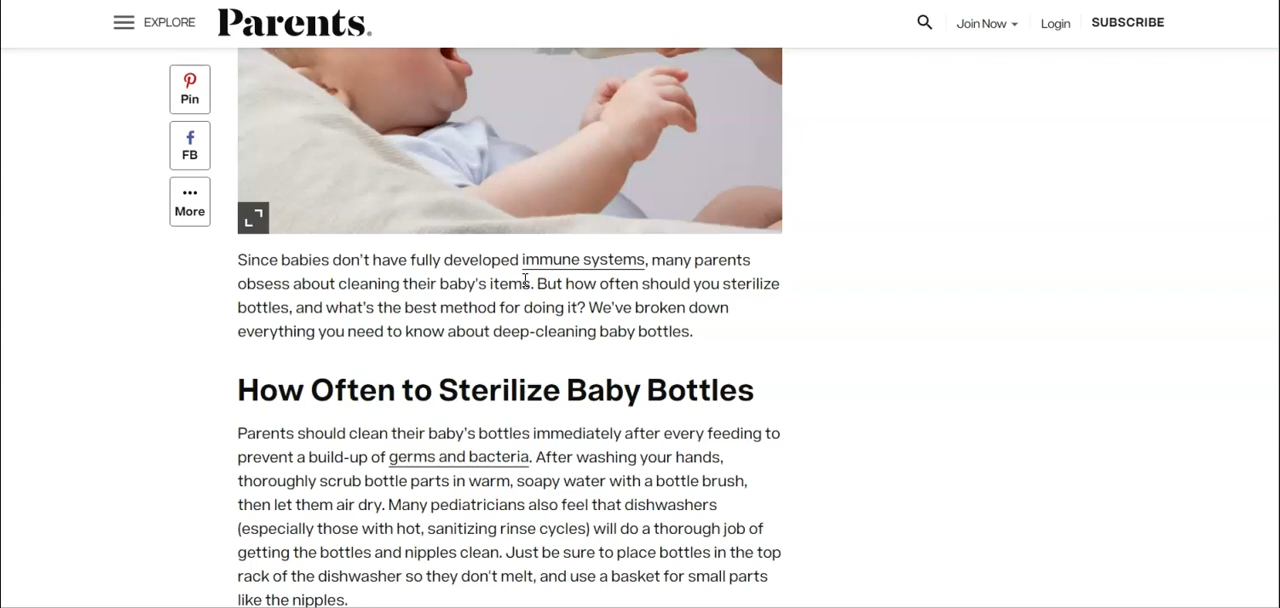 EXPLORE
Parents.
Join Now
Login
SUBSCRIBE
Pin
FB
More
Since babies don't have fully developed immune systems, many parents
obsess about cleaning their baby's items. But how often should you sterilize
bottles, and what's the best method for doing it? We've broken down
everything you need to know about deep-cleaning baby bottles.
How Often to Sterilize Baby Bottles
Parents should clean their baby's bottles immediately after every feeding to
prevent a build-up of germs and bacteria. After washing your hands,
thoroughly scrub bottle parts in warm, soapy water with a bottle brush,
then let them air dry. Many pediatricians also feel that dishwashers
(especially those with hot, sanitizing rinse cycles) will do a thorough job of
getting the bottles and nipples clean. Just be sure to place bottles in the top
rack of the dishwasher so they don't melt, and use a basket for small parts
like the nipples.